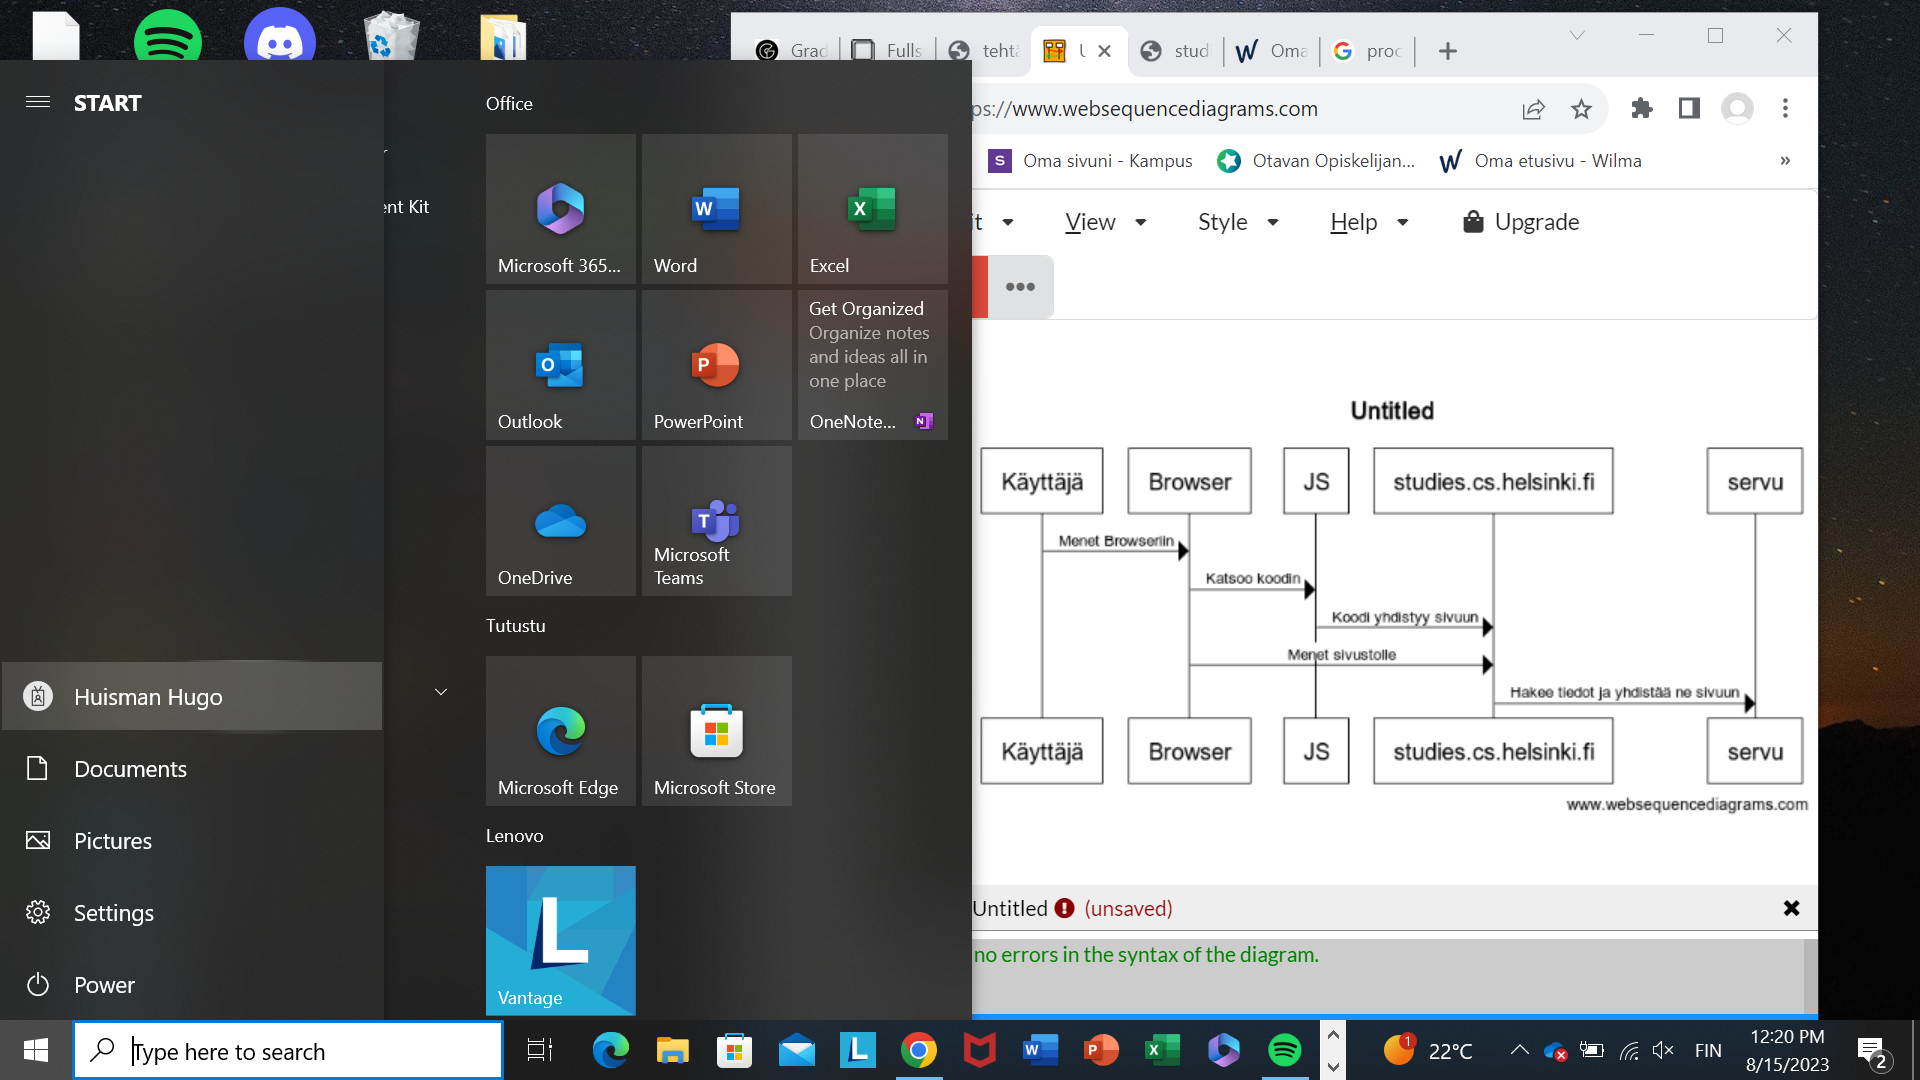 START
ent Kit
Huisman Hugo
Documents
Pictures
Settings
Power
Office
Microsoft 365...
Word
Excel
Outlook
PowerPoint
Get Organized
Organize notes
and ideas all in
one place
OneNote...
OneDrive
Microsoft
Teams
Tutustu
Microsoft Edge
Microsoft Store
Lenovo
L
Vantage
Grad
Fulls
tehtä
U
studi
Oma
proc
ps://www.websequencediagrams.com
Oma sivuni - Kampus
Otavan Opiskelijan...
Oma etusivu - Wilma
»
it
View
Style
Help
Upgrade
Untitled
Käyttäjä
Browser
JS
studies.cs.helsinki.fi
servu
Menet Browseriin
Katsoo koodin
Koodi yhdistyy sivuun
Menet sivustolle
Hakee tiedot ja yhdistää ne sivuun
Käyttäjä
Browser
JS
studies.cs.helsinki.fi
servu
www.websequencediagrams.com
Untitled (unsaved)
no errors in the syntax of the diagram.
Type here to search
1
22°C
FIN
12:20 PM
8/15/2023
2